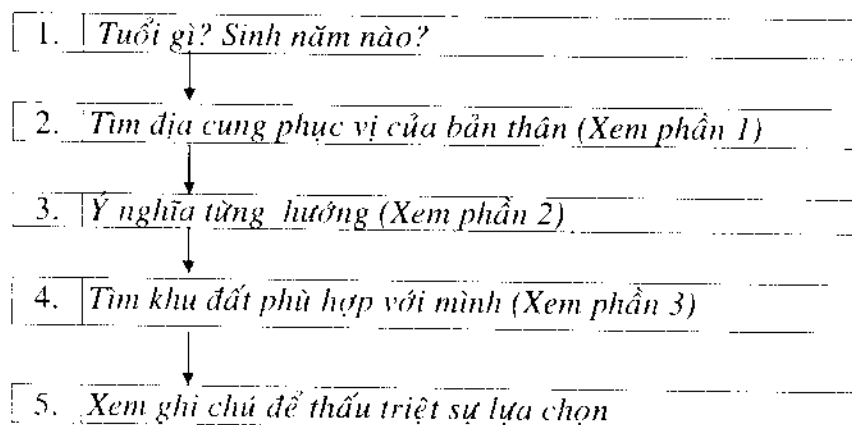 1. Tuổi gì? Sinh năm nào?
2. Tìm địa cung phục vị của bản thân (Xem phần 1)
3. Ý nghĩa từng hướng (Xem phần 2)
4. Tìm khu đất phù hợp với mình (Xem phần 3)
5. Xem ghi chú để thấu triệt sự lựa chọn